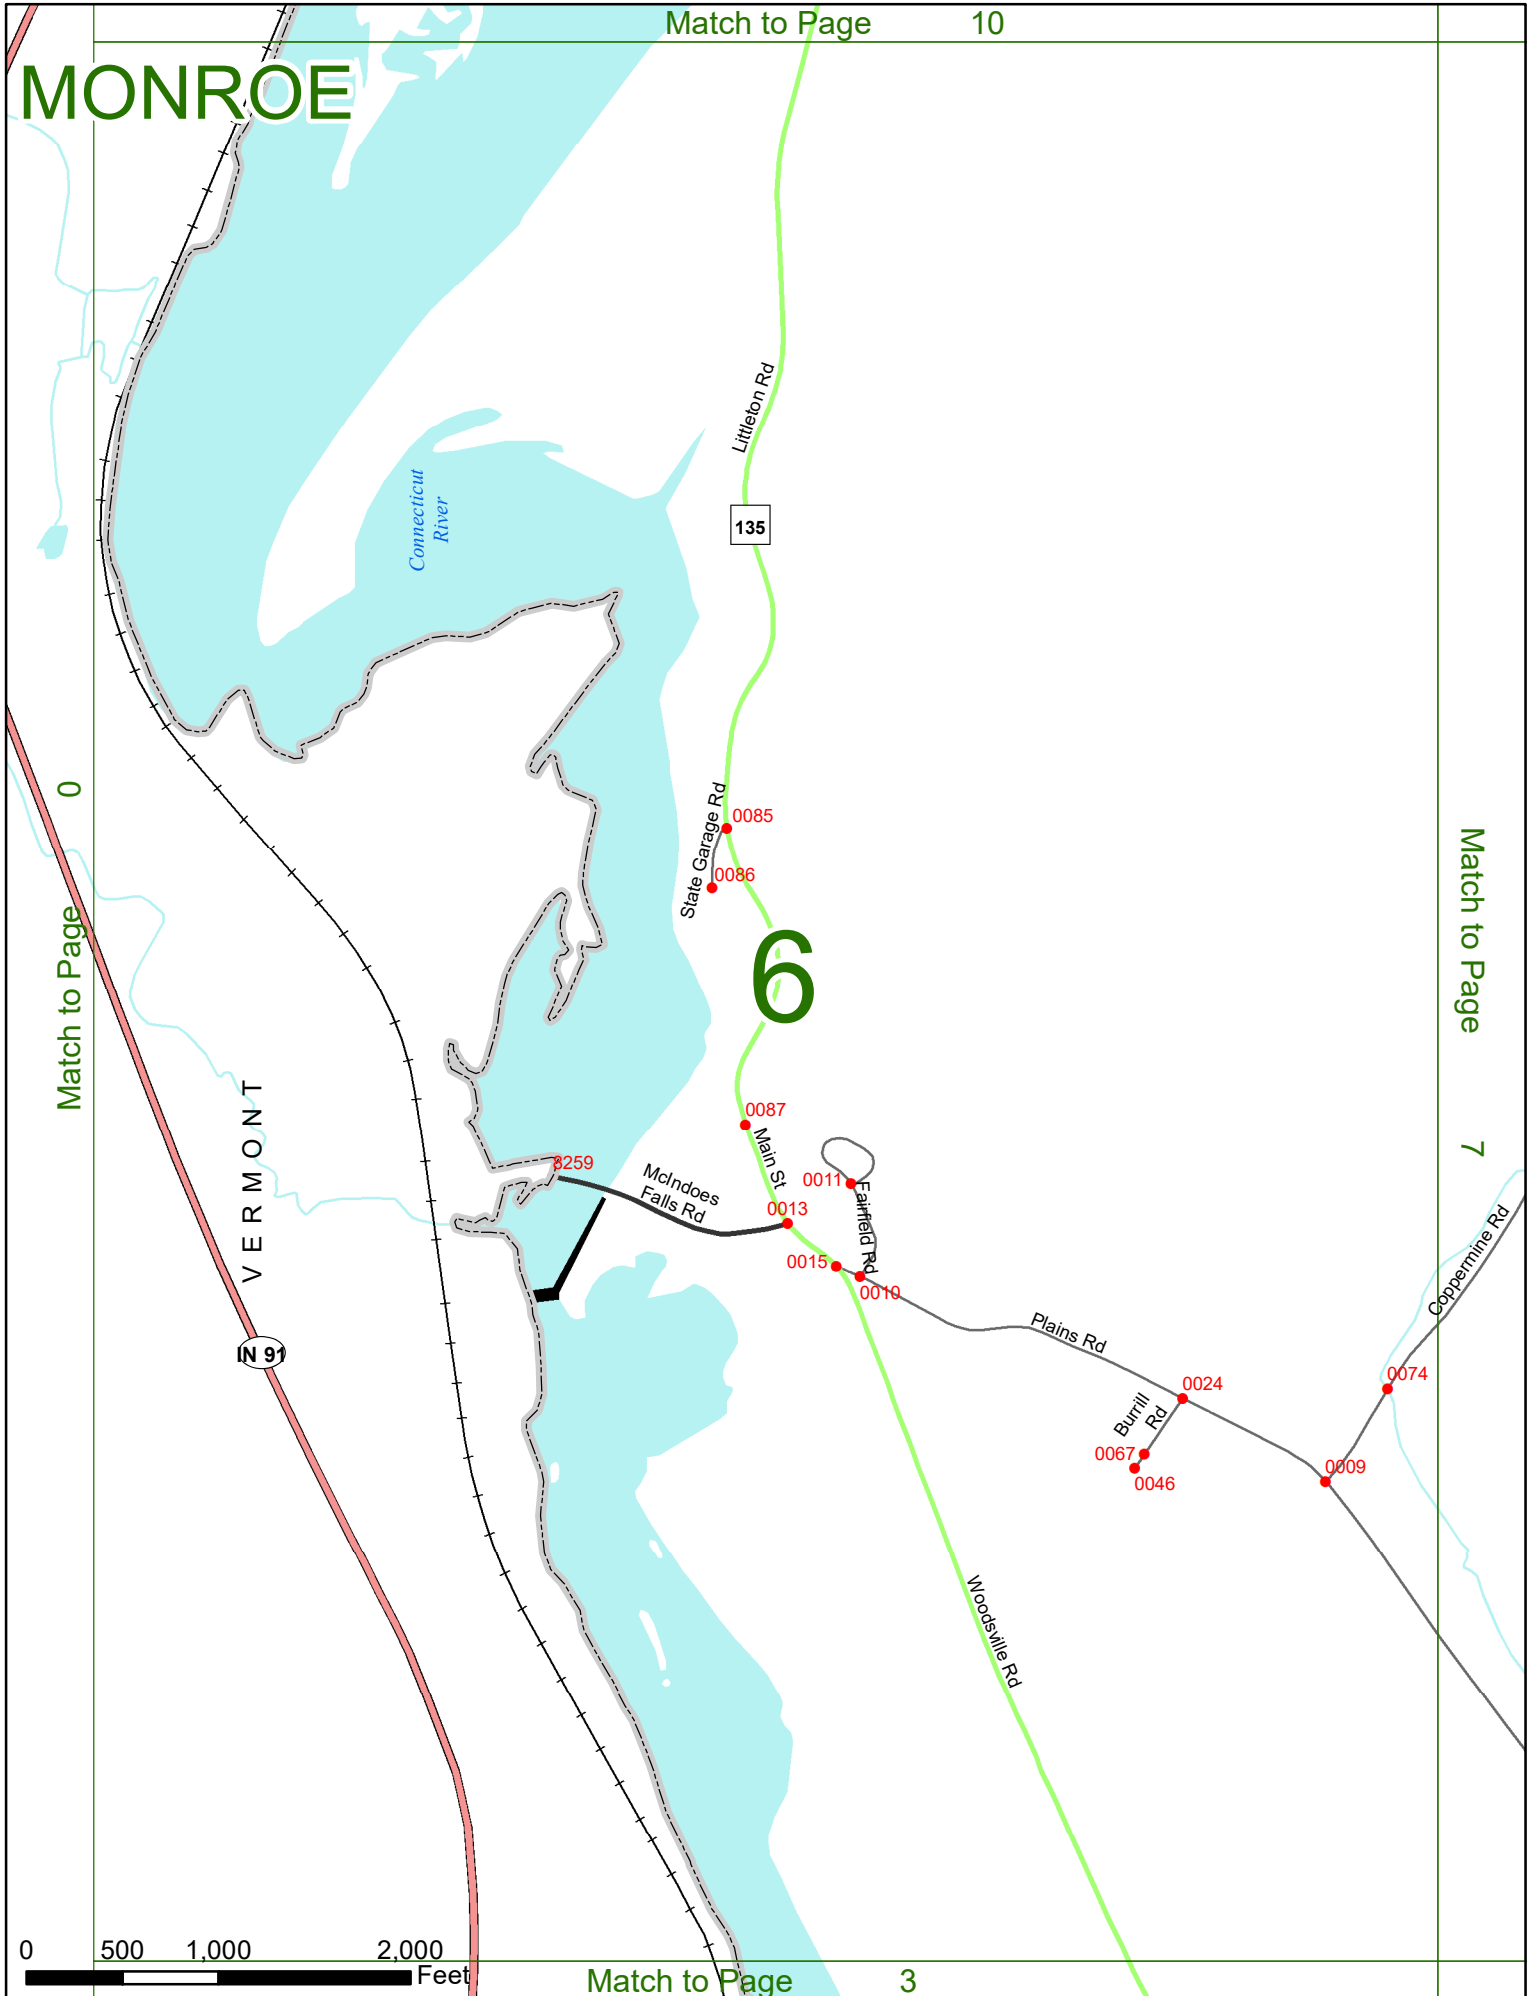 Match to Page 10
MONROE
Littleton Rd
Connecticut
River
135
0
Match to Page
State Garage Rd
0085
0086
Match to Page
7
6
VERMONT
0087
Main St
8259
McIndoes
Falls Rd
0013
0011
Fairfield Rd
0015
0010
Coppermine Rd
Plains Rd
IN 91
0024
0074
Burrill
Rd
0067
0046
0009
Woodsville Rd
0 500 1,000 2,000
Feet
Match to Page 3